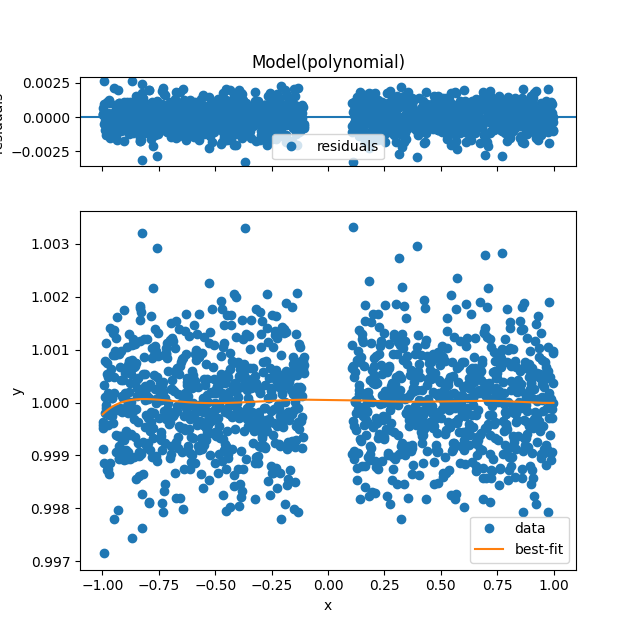 Model(polynomial)
0.0025
0.0000
−0.0025
residuals
residuals
1.003
1.002
1.001
1.000
0.999
0.998
0.997
y
data
best-fit
−1.00 −0.75 −0.50 −0.25 0.00 0.25 0.50 0.75 1.00
x